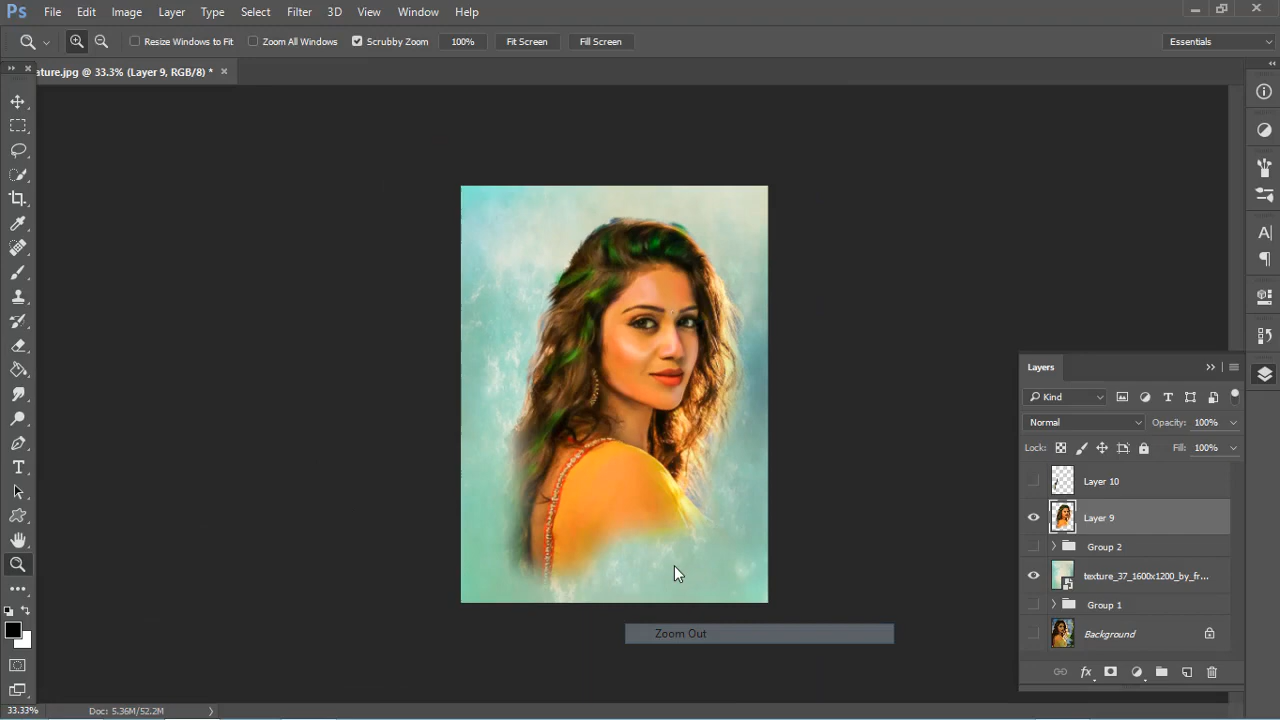 Ps File Edit Image Layer Type Select Filter 3D View Window Help
Resize Windows to Fit Zoom All Windows Scrubby Zoom 100% Fit Screen Fill Screen Essentials
ature.jpg @ 33.3% (Layer 9, RGB/8) * ×
Layers
Kind
Normal Opacity: 100%
Lock: Fill: 100%
Layer 10
Layer 9
Group 2
texture_37_1600x1200_by_fr...
Group 1
Background
Zoom Out
33.33% Doc: 5.36M/52.2M